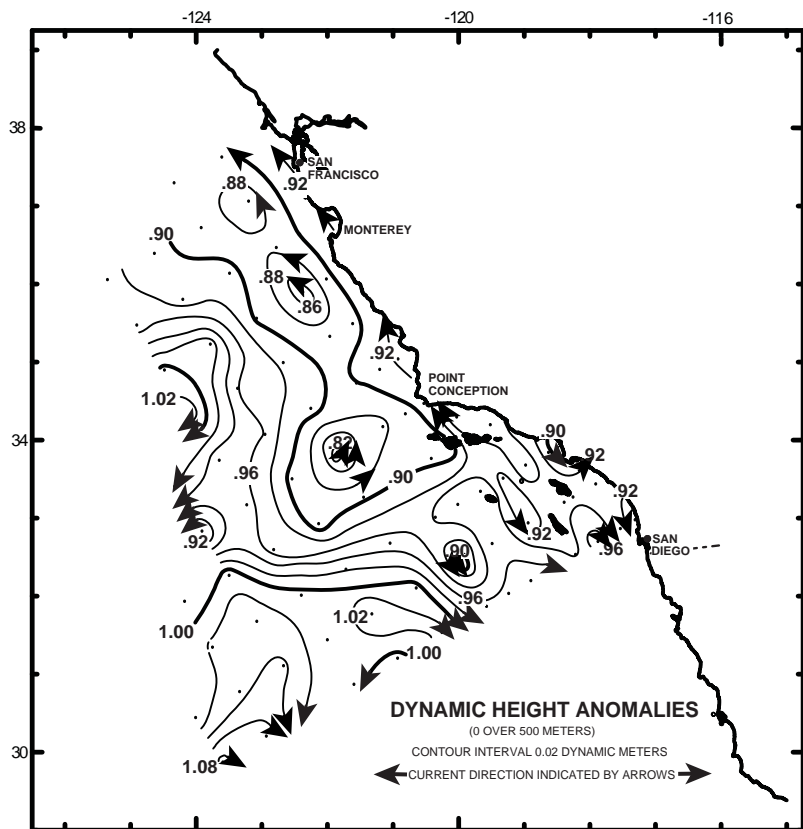 -124 -120 -116
38
34
30
SAN
FRANCISCO
.92
.88
MONTEREY
.90
.88
.86
.92
POINT
CONCEPTION
1.02
.82
.90
.92
.96
.90
.92
.92
.92
.90
.96
SAN
DIEGO
.96
1.02
1.00
1.00
DYNAMIC HEIGHT ANOMALIES
(0 OVER 500 METERS)
CONTOUR INTERVAL 0.02 DYNAMIC METERS
CURRENT DIRECTION INDICATED BY ARROWS
1.08